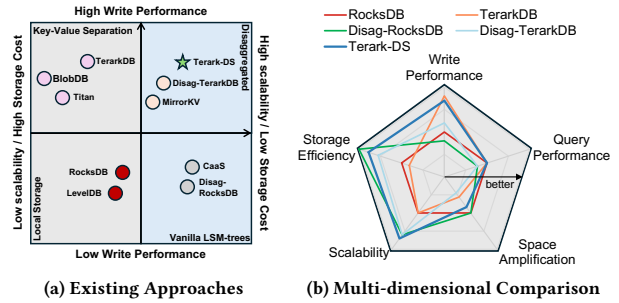 High Write Performance
Low scalability / High Storage Cost
Key-Value Separation
TerarkDB
BlobDB
Titan
Terark-DS
Disag-TerarkDB
MirrorKV
Disaggregated
High scalability / Low Storage Cost
RocksDB
LevelDB
Local Storage
CaaS
Disag-
RocksDB
Vanilla LSM-trees
Low Write Performance
(a) Existing Approaches
RocksDB
TerarkDB
Disag-RocksDB
Disag-TerarkDB
Terark-DS
Write
Performance
Storage
Efficiency
Query
Performance
better
Scalability
Space
Amplification
(b) Multi-dimensional Comparison